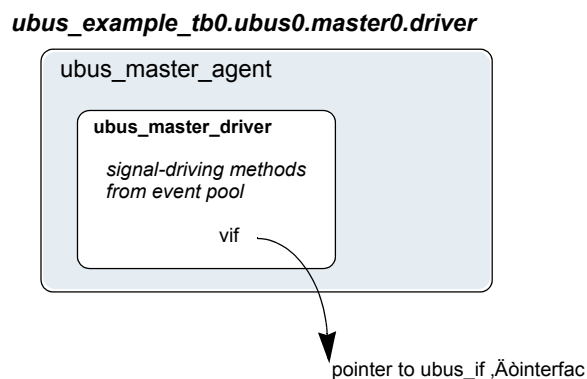 ubus_example_tb0.ubus0.master0.driver
ubus_master_agent
ubus_master_driver
signal-driving methods
from event pool
vif
pointer to ubus_if ‚Äòinterfac